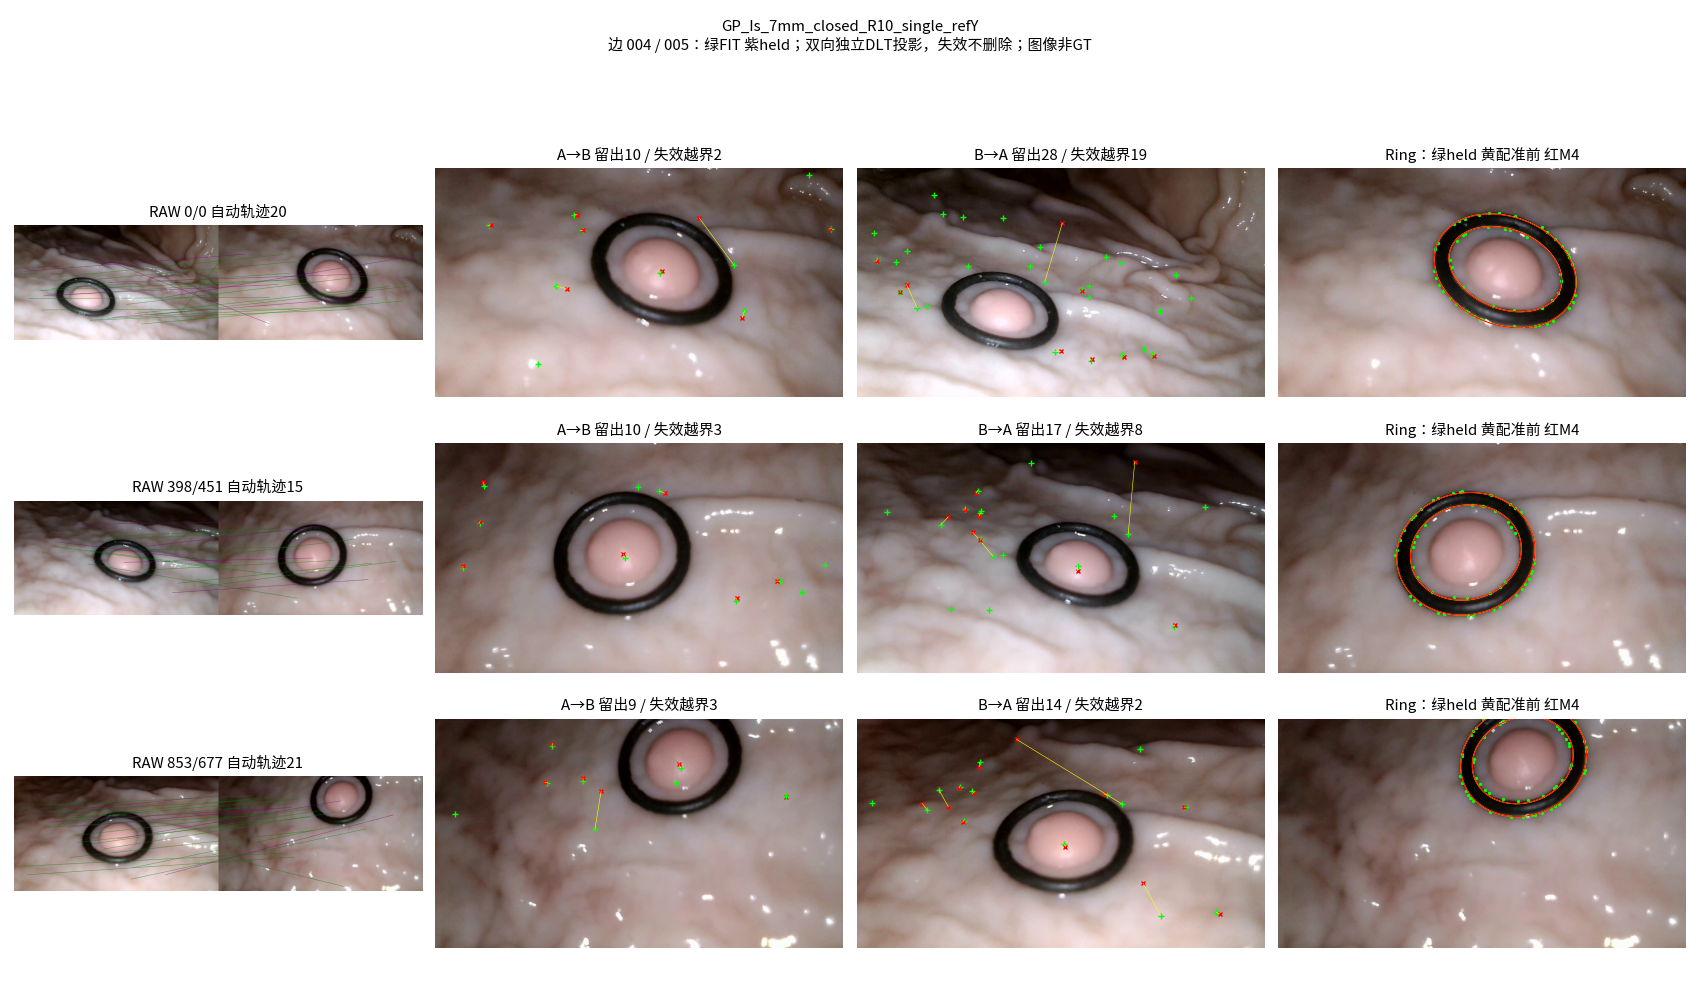 GP_Is_7mm_closed_R10_single_refY
边 004 / 005：绿FIT 紫held；双向独立DLT投影，失效不删除；图像非GT
RAW 0/0 自动轨迹20
A→B 留出10 / 失效越界2
B→A 留出28 / 失效越界19
Ring：绿held 黄配准前 红M4
RAW 398/451 自动轨迹15
A→B 留出10 / 失效越界3
B→A 留出17 / 失效越界8
Ring：绿held 黄配准前 红M4
RAW 853/677 自动轨迹21
A→B 留出9 / 失效越界3
B→A 留出14 / 失效越界2
Ring：绿held 黄配准前 红M4